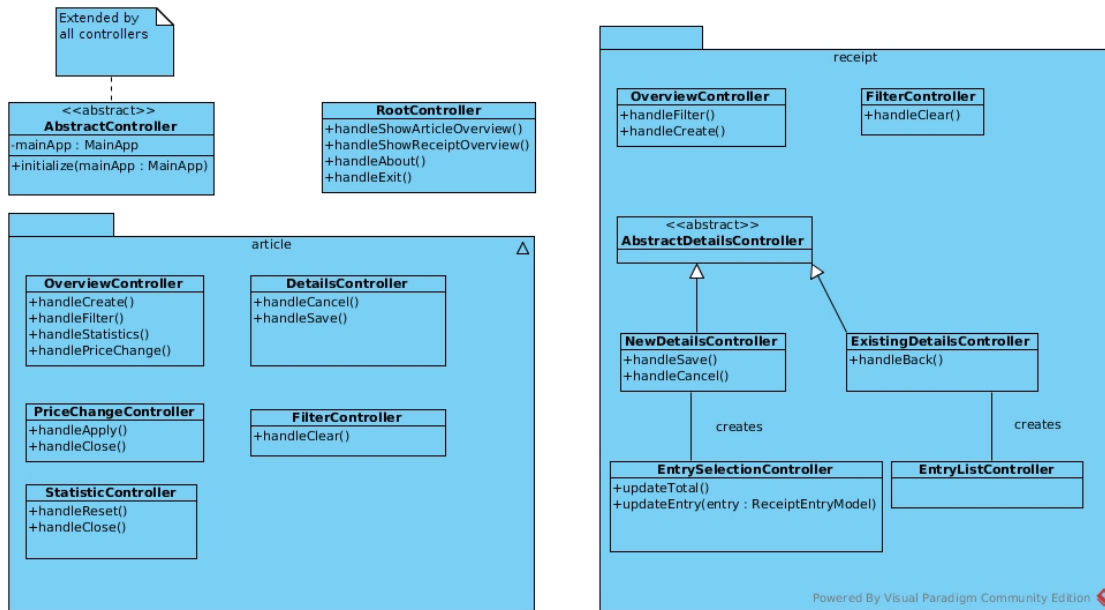 Extended by
all controllers
<<abstract>>
AbstractController
-mainApp : MainApp
+initialize(mainApp : MainApp)
RootController
+handleShowArticleOverview()
+handleShowReceiptOverview()
+handleAbout()
+handleExit()
article
OverviewController
+handleCreate()
+handleFilter()
+handleStatistics()
+handlePriceChange()
DetailsController
+handleCancel()
+handleSave()
PriceChangeController
+handleApply()
+handleClose()
FilterController
+handleClear()
StatisticController
+handleReset()
+handleClose()
receipt
OverviewController
+handleFilter()
+handleCreate()
FilterController
+handleClear()
<<abstract>>
AbstractDetailsController
NewDetailsController
+handleSave()
+handleCancel()
ExistingDetailsController
+handleBack()
creates
creates
EntrySelectionController
+updateTotal()
+updateEntry(entry : ReceiptEntryModel)
EntryListController
Powered By Visual Paradigm Community Edition